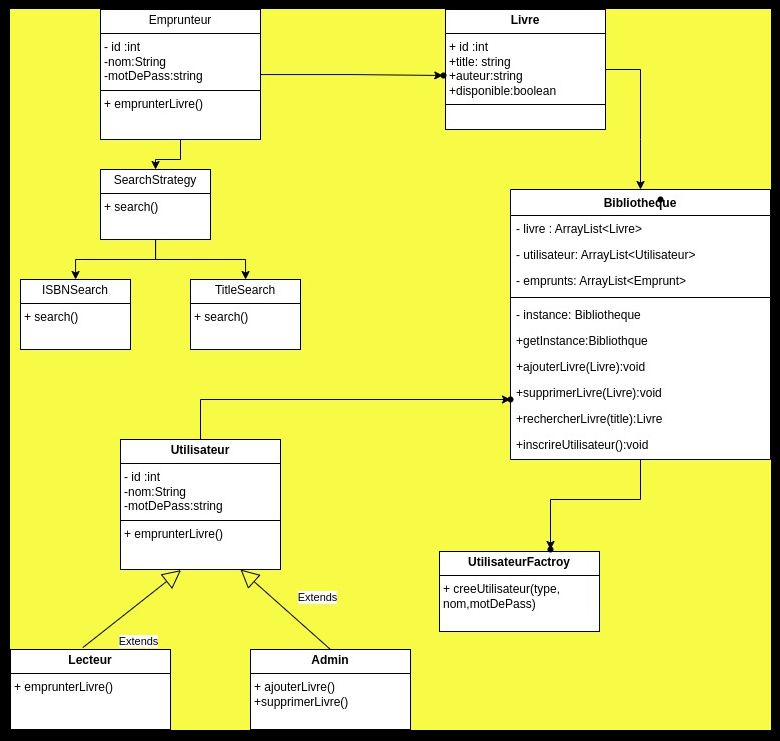 Emprunteur
- id :int
-nom:String
-motDePass:string
+ emprunterLivre()
Livre
+ id :int
+title: string
+auteur:string
+disponible:boolean
SearchStrategy
+ search()
ISBNSearch
+ search()
TitleSearch
+ search()
Bibliotheque
- livre : ArrayList<Livre>
- utilisateur: ArrayList<Utilisateur>
- emprunts: ArrayList<Emprunt>
- instance: Bibliotheque
+getInstance:Bibliothque
+ajouterLivre(Livre):void
+supprimerLivre(Livre):void
+rechercherLivre(title):Livre
+inscrireUtilisateur():void
Utilisateur
- id :int
-nom:String
-motDePass:string
+ emprunterLivre()
UtilisateurFactroy
+ creeUtilisateur(type,
nom,motDePass)
Extends
Extends
Lecteur
+ emprunterLivre()
Admin
+ ajouterLivre()
+supprimerLivre()